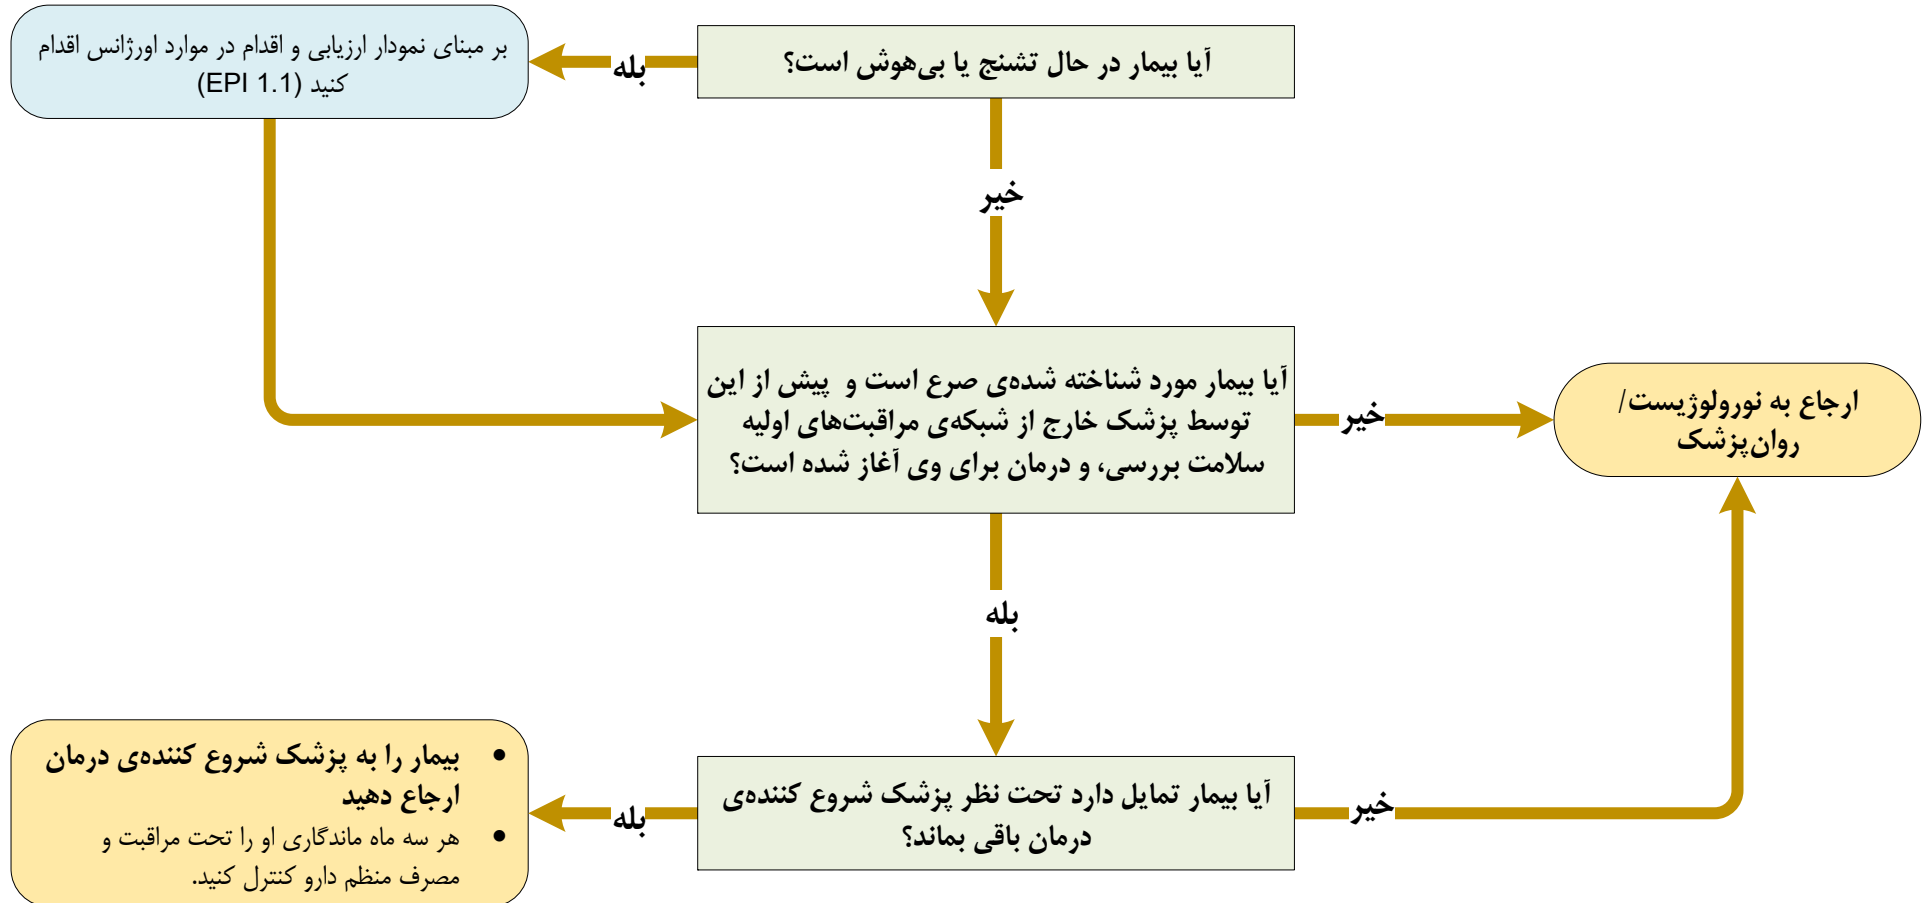 آیا بیمار در حال تشنج یا بی‌هوش است؟
بله
بر مبنای نمودار ارزیابی و اقدام در موارد اورژانس اقدام
کنید (EPI 1.1)
خیر
آیا بیمار مورد شناخته شده‌ی صرع است و پیش از این
توسط پزشک خارج از شبکه‌ی مراقبت‌های اولیه
سلامت بررسی، و درمان برای وی آغاز شده است؟
خیر
ارجاع به نورولوژیست/
روان‌پزشک
بله
آیا بیمار تمایل دارد تحت نظر پزشک شروع کننده‌ی
درمان باقی بماند؟
خیر
بله
• بیمار را به پزشک شروع کننده‌ی درمان
ارجاع دهید
• هر سه ماه ماندگاری او را تحت مراقبت و
مصرف منظم دارو کنترل کنید.